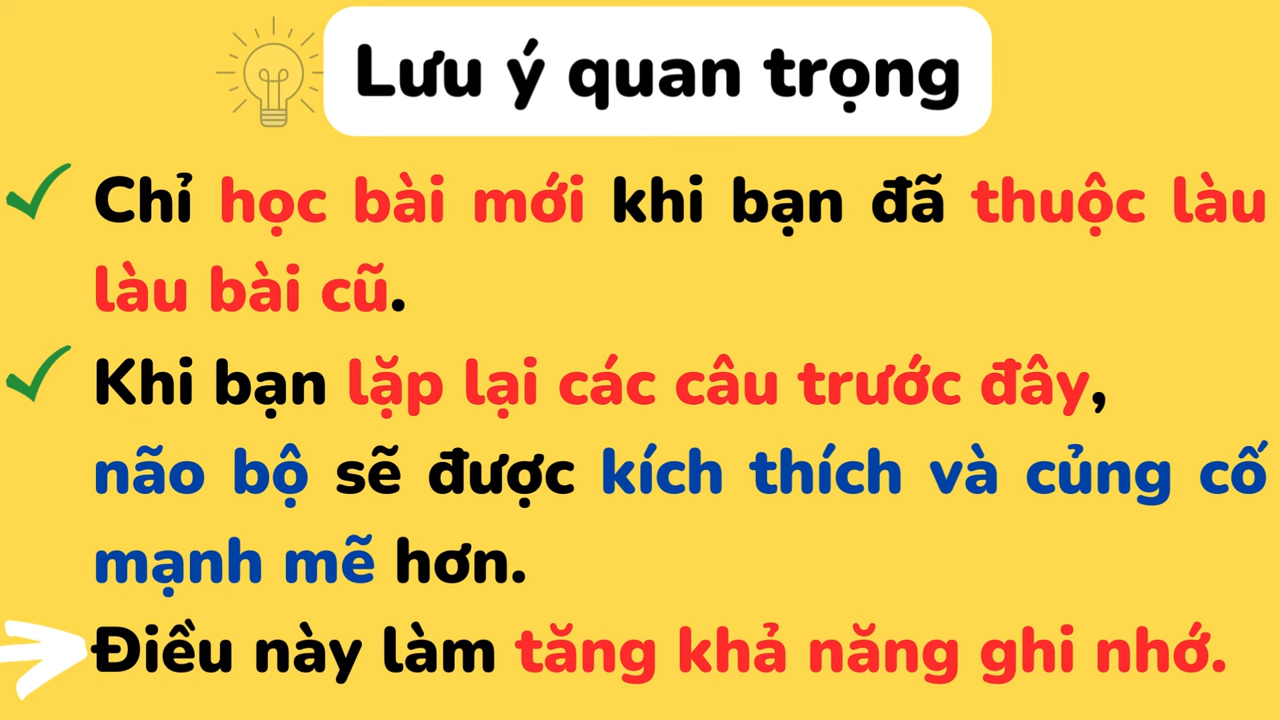 Lưu ý quan trọng
Chỉ học bài mới khi bạn đã thuộc làu
làu bài cũ.
Khi bạn lặp lại các câu trước đây,
não bộ sẽ được kích thích và củng cố
mạnh mẽ hơn.
Điều này làm tăng khả năng ghi nhớ.